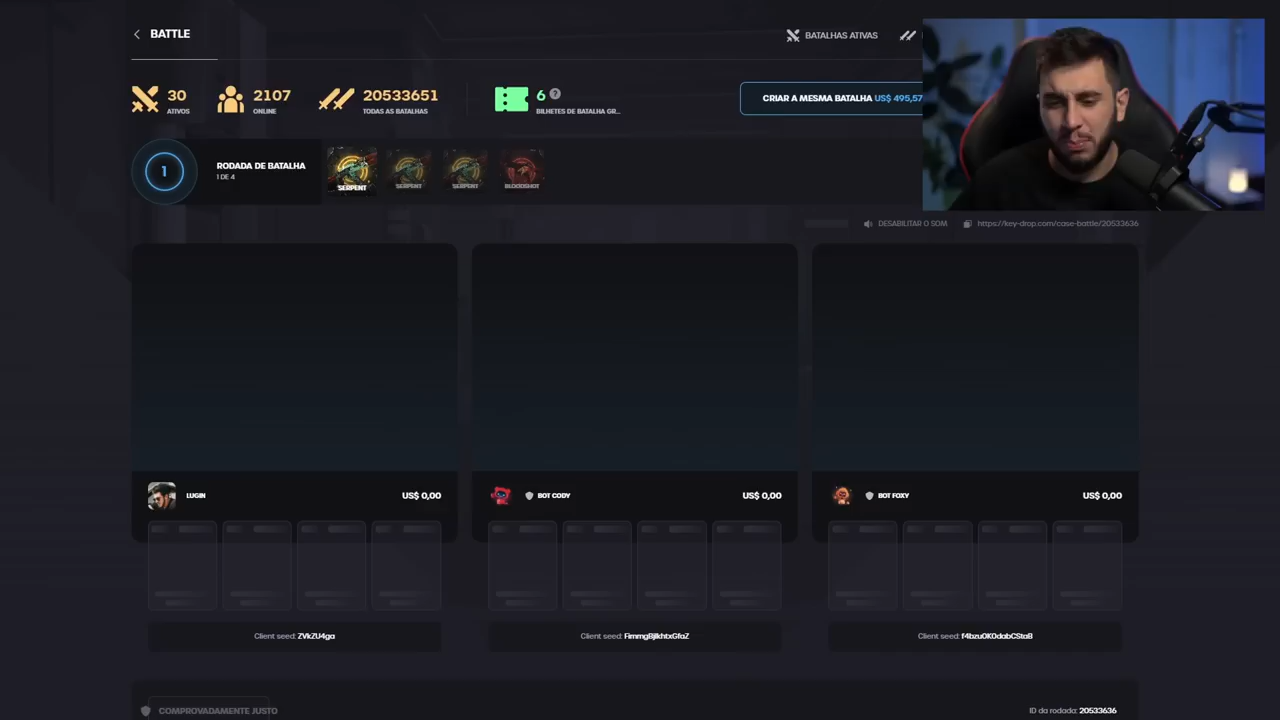 BATTLE
BATALHAS ATIVAS
30
ATIVOS
2107
ONLINE
20533651
TODAS AS BATALHAS
6
?
BILHETES DE BATALHA GR...
CRIAR A MESMA BATALHA US$ 495,57
1
RODADA DE BATALHA
1 DE 4
SERPENT
SERPENT
SERPENT
BLOODSHOT
DESABILITAR O SOM
https://key-drop.com/case-battle/20533636
LUGIN
US$ 0,00
BOT CODY
US$ 0,00
BOT FOXY
US$ 0,00
Client seed: ZVkZU4ga
Client seed: FimmgBjlkhtxGfaZ
Client seed: f4bzu0K0dabCStaB
COMPROVADAMENTE JUSTO
ID da rodada: 20533636